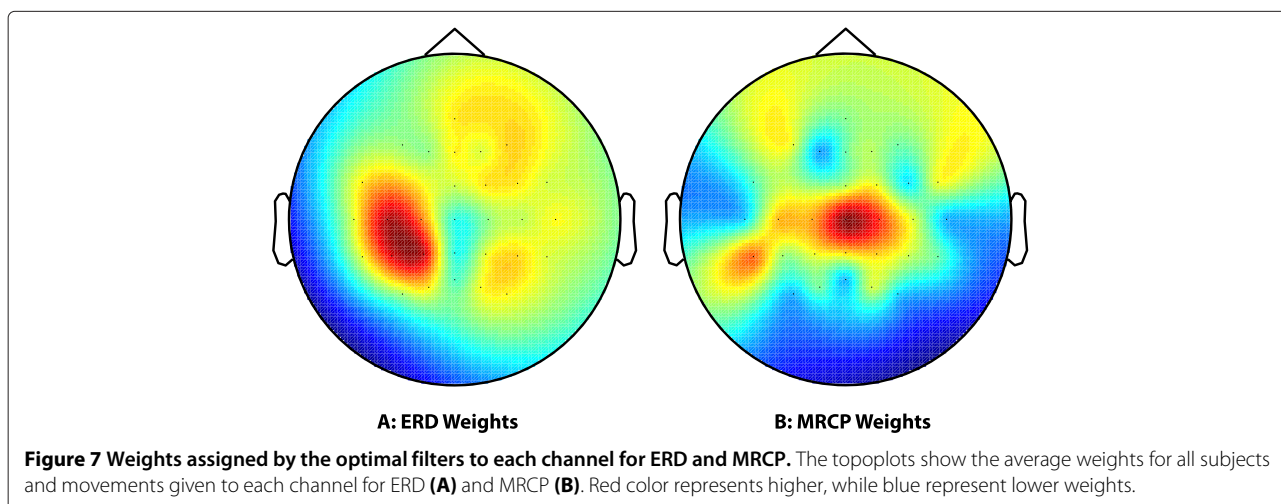 A: ERD Weights
B: MRCP Weights
Figure 7 Weights assigned by the optimal filters to each channel for ERD and MRCP. The topoplots show the average weights for all subjects
and movements given to each channel for ERD (A) and MRCP (B). Red color represents higher, while blue represent lower weights.